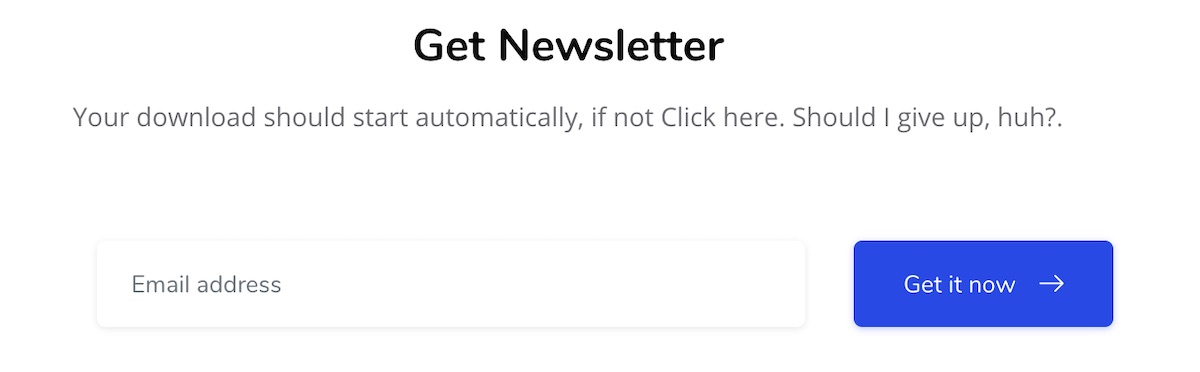 Get Newsletter
Your download should start automatically, if not Click here. Should I give up, huh?.
Email address
Get it now